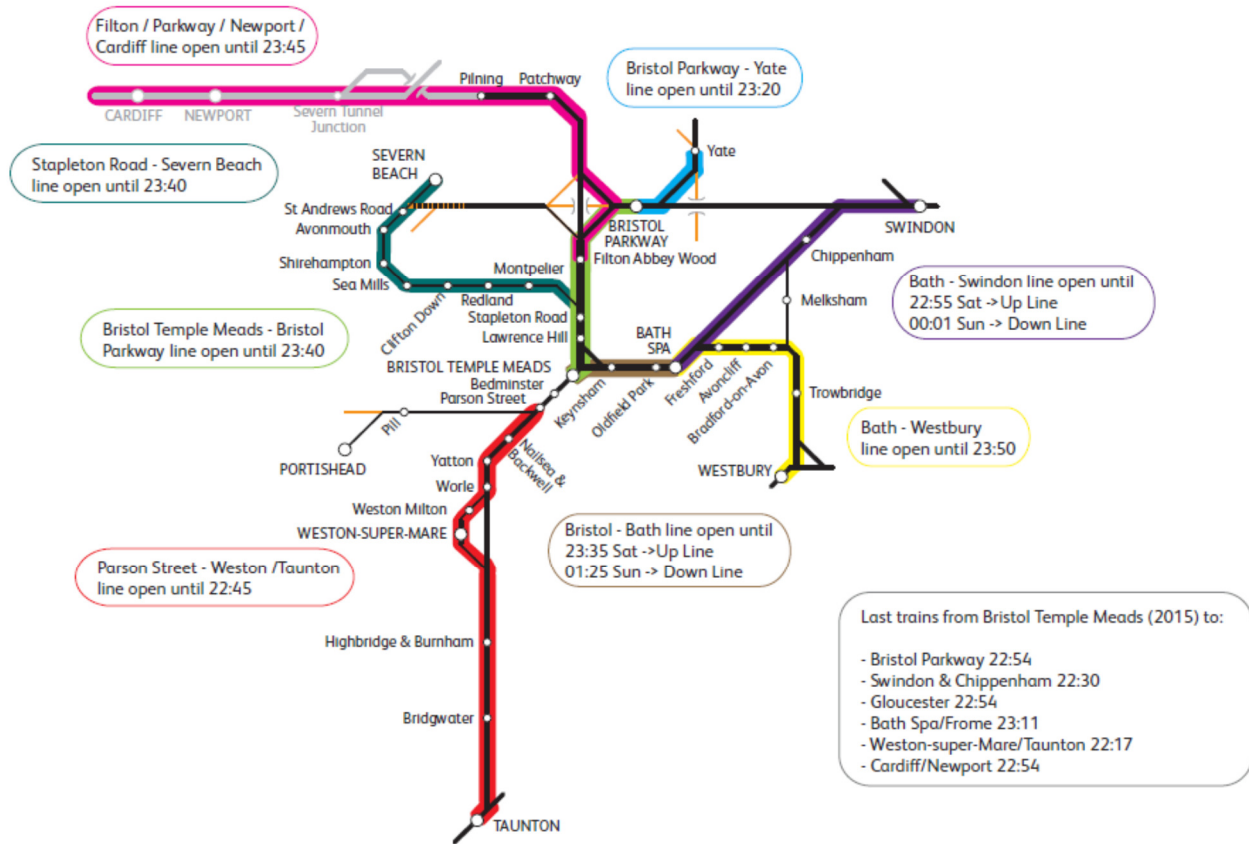 Filton / Parkway / Newport /
Cardiff line open until 23:45
Bristol Parkway - Yate
line open until 23:20
Pilning
Patchway
CARDIFF
NEWPORT
Severn Tunnel
Junction
Stapleton Road - Severn Beach
line open until 23:40
SEVERN
BEACH
Yate
St Andrews Road
Avonmouth
BRISTOL
PARKWAY
SWINDON
Shirehampton
Sea Mills
Montpelier
Filton Abbey Wood
Chippenham
Clifton Down
Redland
Stapleton Road
Lawrence Hill
Melksham
Bath - Swindon line open until
22:55 Sat ->Up Line
00:01 Sun -> Down Line
Bristol Temple Meads - Bristol
Parkway line open until 23:40
BATH
SPA
BRISTOL TEMPLE MEADS
Bedminster
Parson Street
Keynsham
Oldfield Park
Freshford
Avoncliff
Bradford-on-Avon
Trowbridge
Pill
PORTISHEAD
Nailsea &
Backwell
Bath - Westbury
line open until 23:50
Yatton
Worle
WESTBURY
Weston Milton
WESTON-SUPER-MARE
Bristol - Bath line open until
23:35 Sat ->Up Line
01:25 Sun -> Down Line
Parson Street - Weston /Taunton
line open until 22:45
Highbridge & Burnham
Bridgwater
TAUNTON
Last trains from Bristol Temple Meads (2015) to:
- Bristol Parkway 22:54
- Swindon & Chippenham 22:30
- Gloucester 22:54
- Bath Spa/Frome 23:11
- Weston-super-Mare/Taunton 22:17
- Cardiff/Newport 22:54